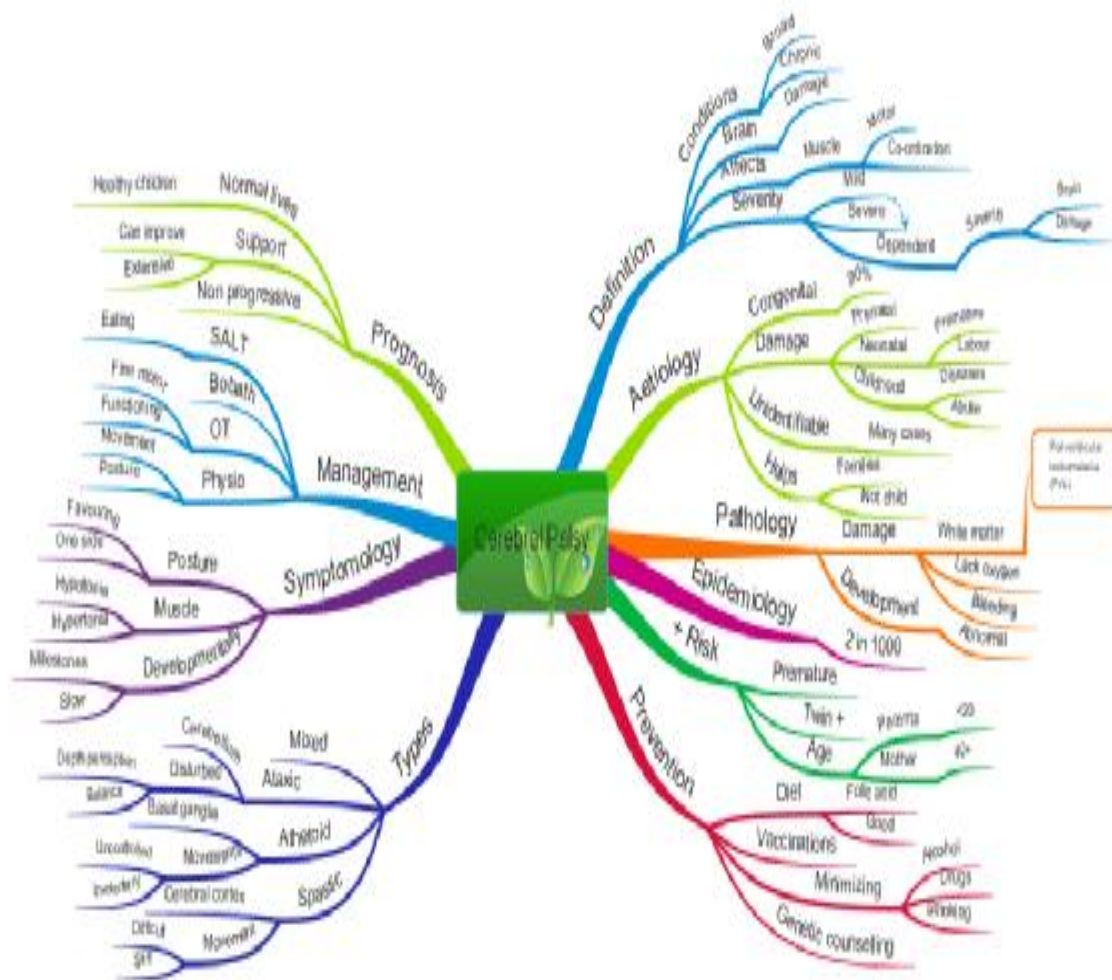 Cerebral Palsy
Definition
Conditions
Chronic
Brain
Damage
Affects
Muscle
Motor
Co-ordination
Severity
Mild
Severe
Dependent
Severe
Brain
Damage
Aetiology
Congenital
90%
Damage
Prenatal
Neonatal
Premature
Labour
Childhood
Diseases
Abuse
Unidentifiable
Many cases
Helps
Families
Not child
Pathology
Damage
White matter
(PVL)
Lack oxygen
Bleeding
Development
Abnormal
Epidemiology
2 in 1000
+ Risk
Premature
Twin +
Age
Mother
40+
Prevention
Diet
Folic acid
Good
Vaccinations
Minimizing
Alcohol
Drugs
Smoking
Genetic counselling
Prognosis
Normal lives
Healthy children
Support
Can improve
Extensive
Non progressive
Management
SALT
Eating
Bobath
OT
Fine motor
Functioning
Physio
Movement
Posture
Symptomology
Posture
Favouring
One side
Muscle
Hypotonia
Hypertonia
Developmentally
Milestones
Slow
Types
Mixed
Ataxic
Cerebellum
Disturbed
Depth perception
Balance
Athetoid
Basal ganglia
Movements
Uncontrolled
Involuntary
Spastic
Cerebral cortex
Movement
Difficult
Stiff